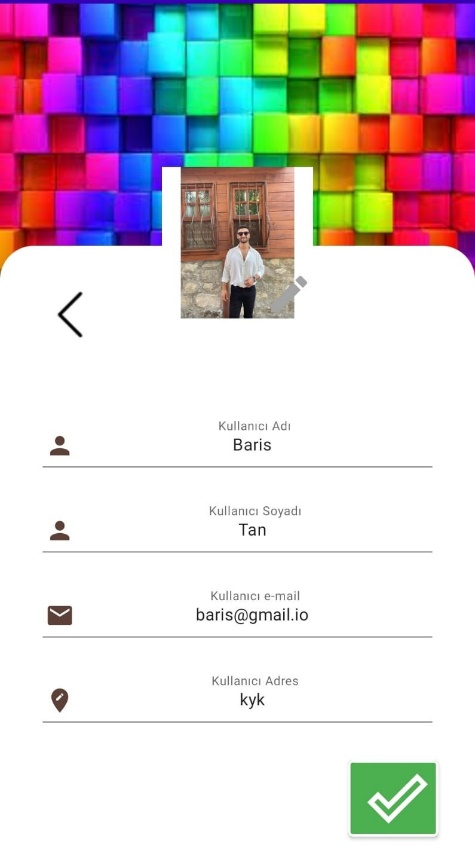 Kullanıcı Adı
Baris
Kullanıcı Soyadı
Tan
Kullanıcı e-mail
baris@gmail.io
Kullanıcı Adres
kyk